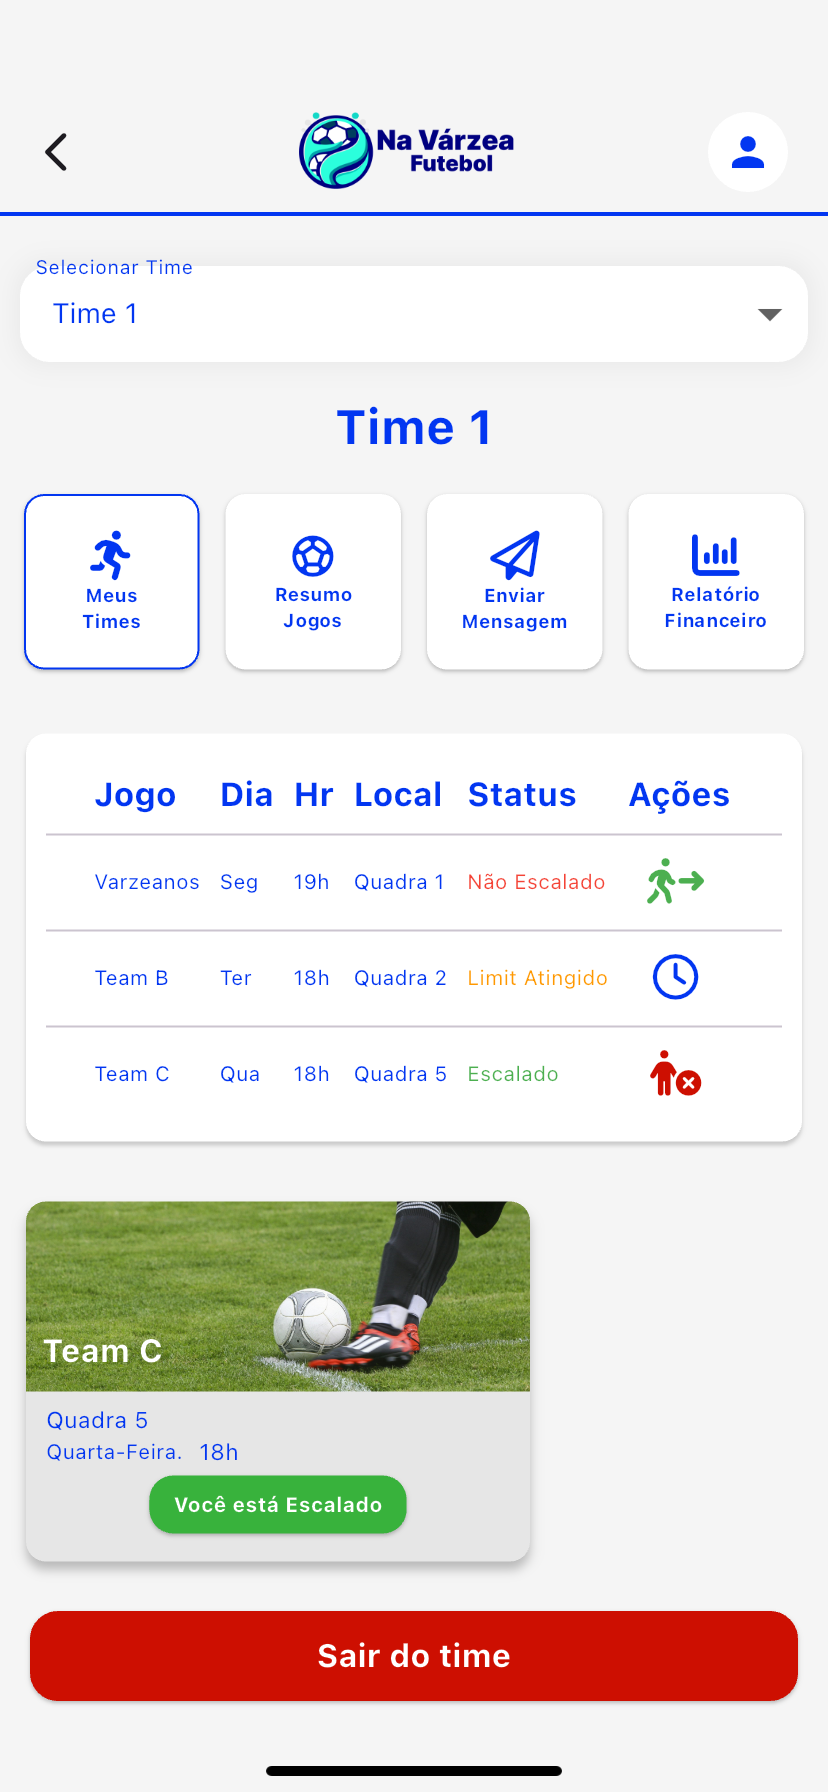 Na Várzea
Futebol
Selecionar Time
Time 1
Time 1
Meus
Times
Resumo
Jogos
Enviar
Mensagem
Relatório
Financeiro
Jogo Dia Hr Local Status Ações
Varzeanos Seg 19h Quadra 1 Não Escalado
Team B Ter 18h Quadra 2 Limit Atingido
Team C Qua 18h Quadra 5 Escalado
Team C
Quadra 5
Quarta-Feira. 18h
Você está Escalado
Sair do time